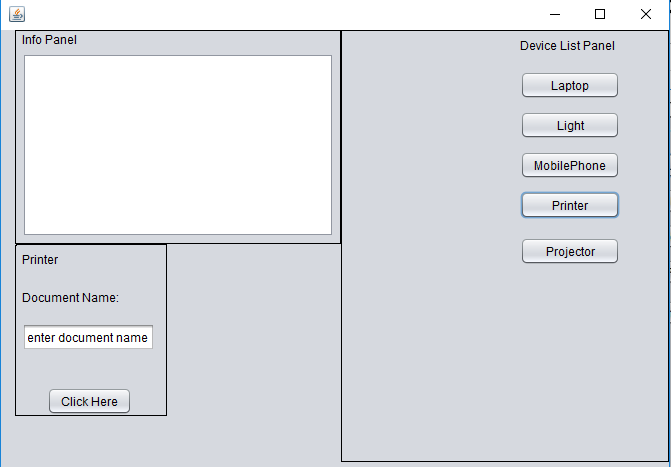 Info Panel
Printer
Document Name:
enter document name
Click Here
Device List Panel
Laptop
Light
MobilePhone
Printer
Projector